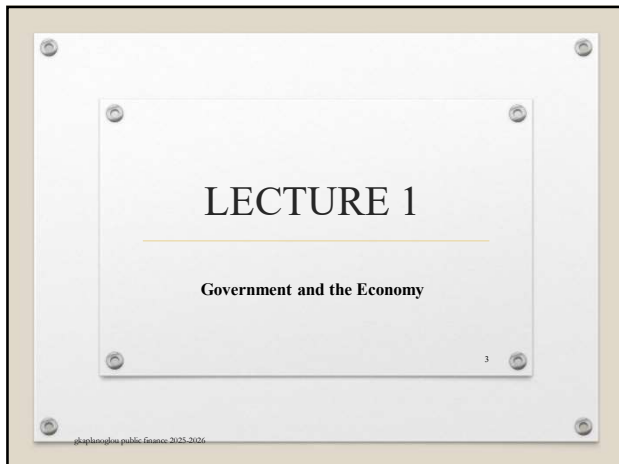 LECTURE 1
Government and the Economy
3
gkaplanoglou public finance 2025-2026